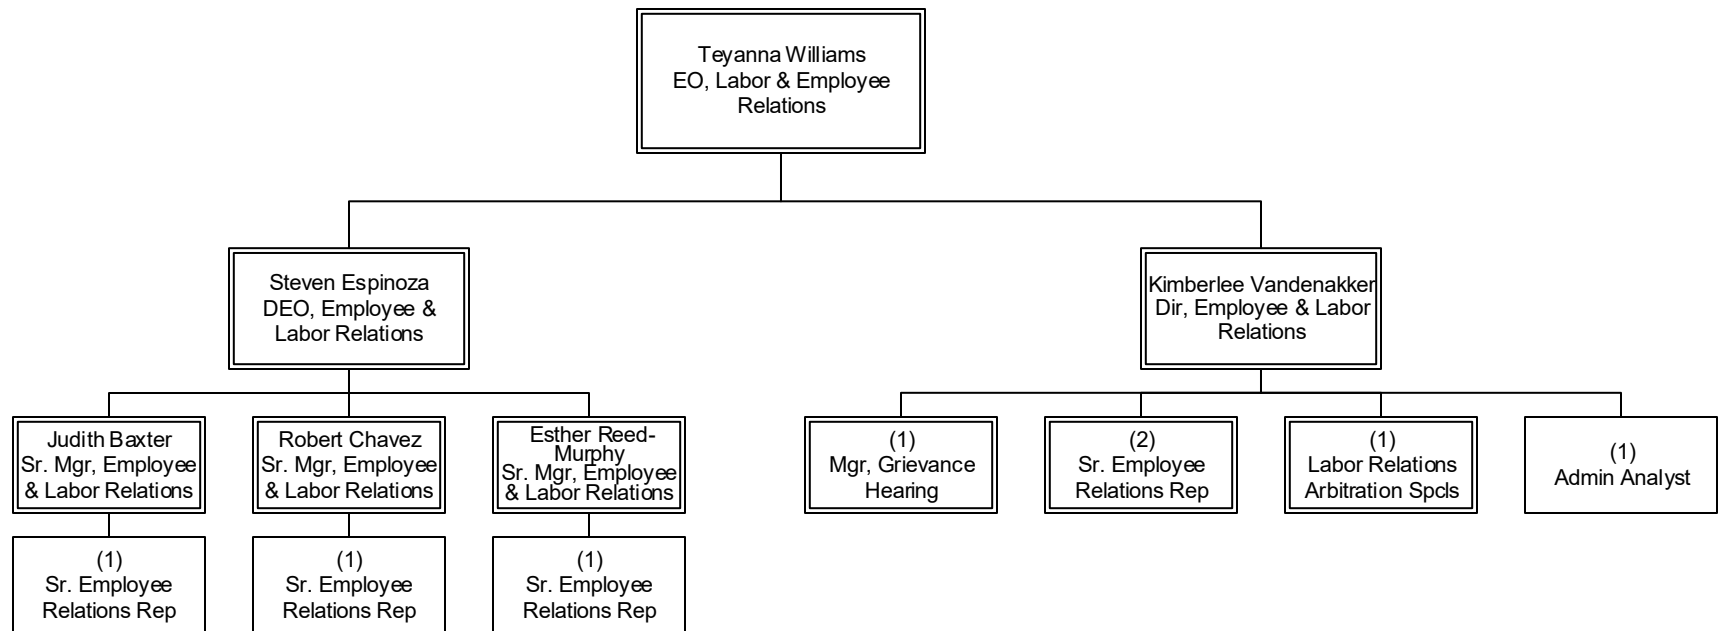 Teyanna Williams
EO, Labor & Employee
Relations
Steven Espinoza
DEO, Employee &
Labor Relations
Kimberlee Vandenakker
Dir, Employee & Labor
Relations
Judith Baxter
Sr. Mgr, Employee
& Labor Relations
Robert Chavez
Sr. Mgr, Employee
& Labor Relations
Esther Reed-
Murphy
Sr. Mgr, Employee
& Labor Relations
(1)
Mgr, Grievance
Hearing
(2)
Sr. Employee
Relations Rep
(1)
Labor Relations
Arbitration Spcls
(1)
Admin Analyst
(1)
Sr. Employee
Relations Rep
(1)
Sr. Employee
Relations Rep
(1)
Sr. Employee
Relations Rep